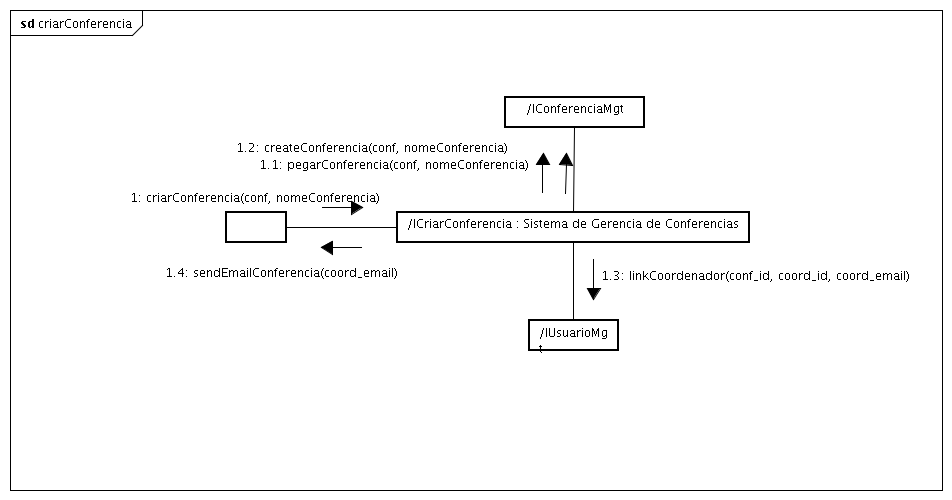 sd criarConferencia
/IConferenciaMgt
1.2: createConferencia(conf, nomeConferencia)
1.1: pegarConferencia(conf, nomeConferencia)
1: criarConferencia(conf, nomeConferencia)
/ICriarConferencia : Sistema de Gerencia de Conferencias
1.4: sendEmailConferencia(coord_email)
1.3: linkCoordenador(conf_id, coord_id, coord_email)
/IUsuarioMg
t